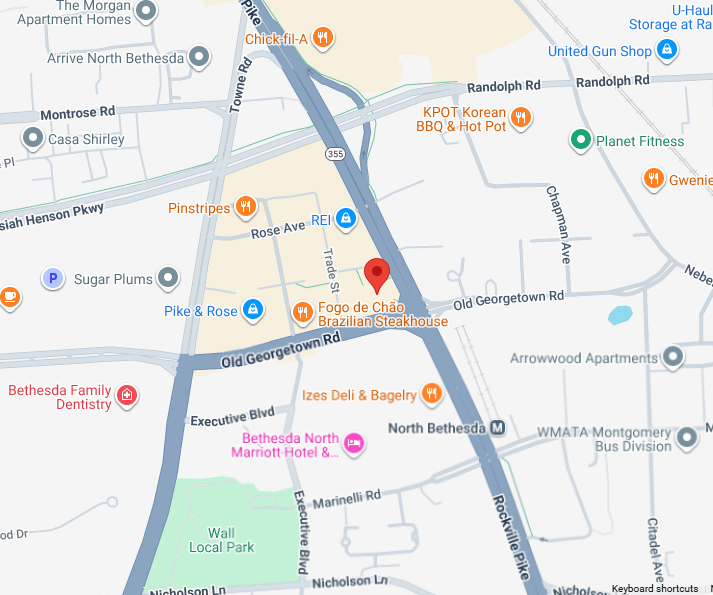 The Morgan
Apartment Homes
Pike
Chick-fil-A
U-Haul
Storage at Ra
United Gun Shop
Arrive North Bethesda
Towne Rd
Randolph Rd
Randolph Rd
Montrose Rd
KPOT Korean
BBQ & Hot Pot
Casa Shirley
Planet Fitness
355
Pl
Gwenie
siah Henson Pkwy
Pinstripes
REI
Rose Ave
Chapman Ave
Trade St
P
Sugar Plums
Nebe
Pike & Rose
Fogo de Chão
Brazilian Steakhouse
Old Georgetown Rd
Old Georgetown Rd
Arrowwood Apartments
Bethesda Family
Dentistry
Izes Deli & Bagelry
Executive Blvd
North Bethesda
M
Bethesda North
Marriott Hotel &...
WMATA Montgomery
Bus Division
M
Marinelli Rd
Executive Blvd
Rockville Pike
Wall
Local Park
od Dr
Citadel Ave
Nicholson Ln
Nicholson Ln
Nicholso
Keyboard shortcuts